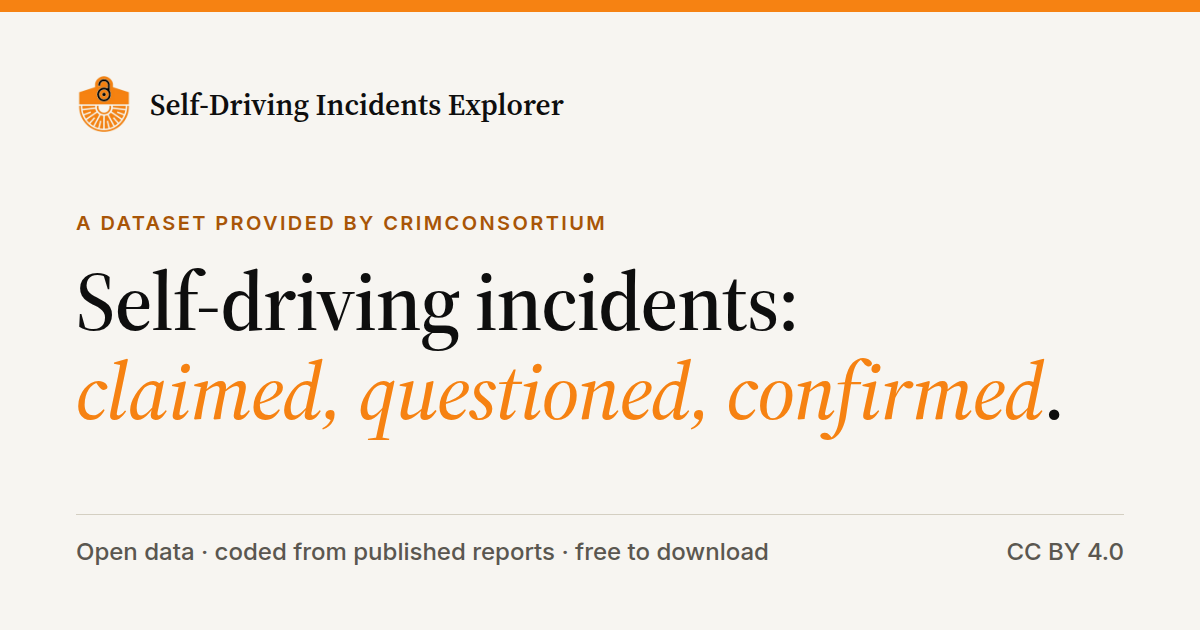 Self-Driving Incidents Explorer
A DATASET PROVIDED BY CRIMCONSORTIUM
Self-driving incidents:
claimed, questioned, confirmed.
Open data · coded from published reports · free to download
CC BY 4.0